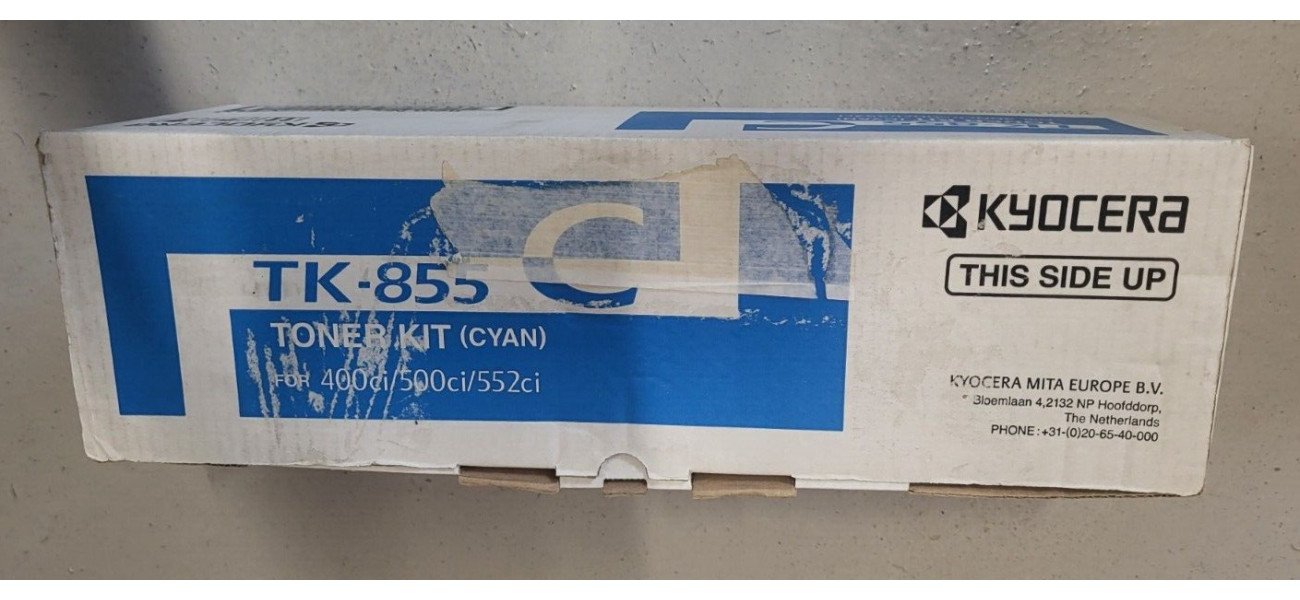 TK-855 C
TONER KIT (CYAN)
FOR 400ci/500ci/552ci
KYOCERA
THIS SIDE UP
KYOCERA MITA EUROPE B.V.
Bloemlaan 4,2132 NP Hoofddorp,
The Netherlands
PHONE:+31-(0)20-65-40-000